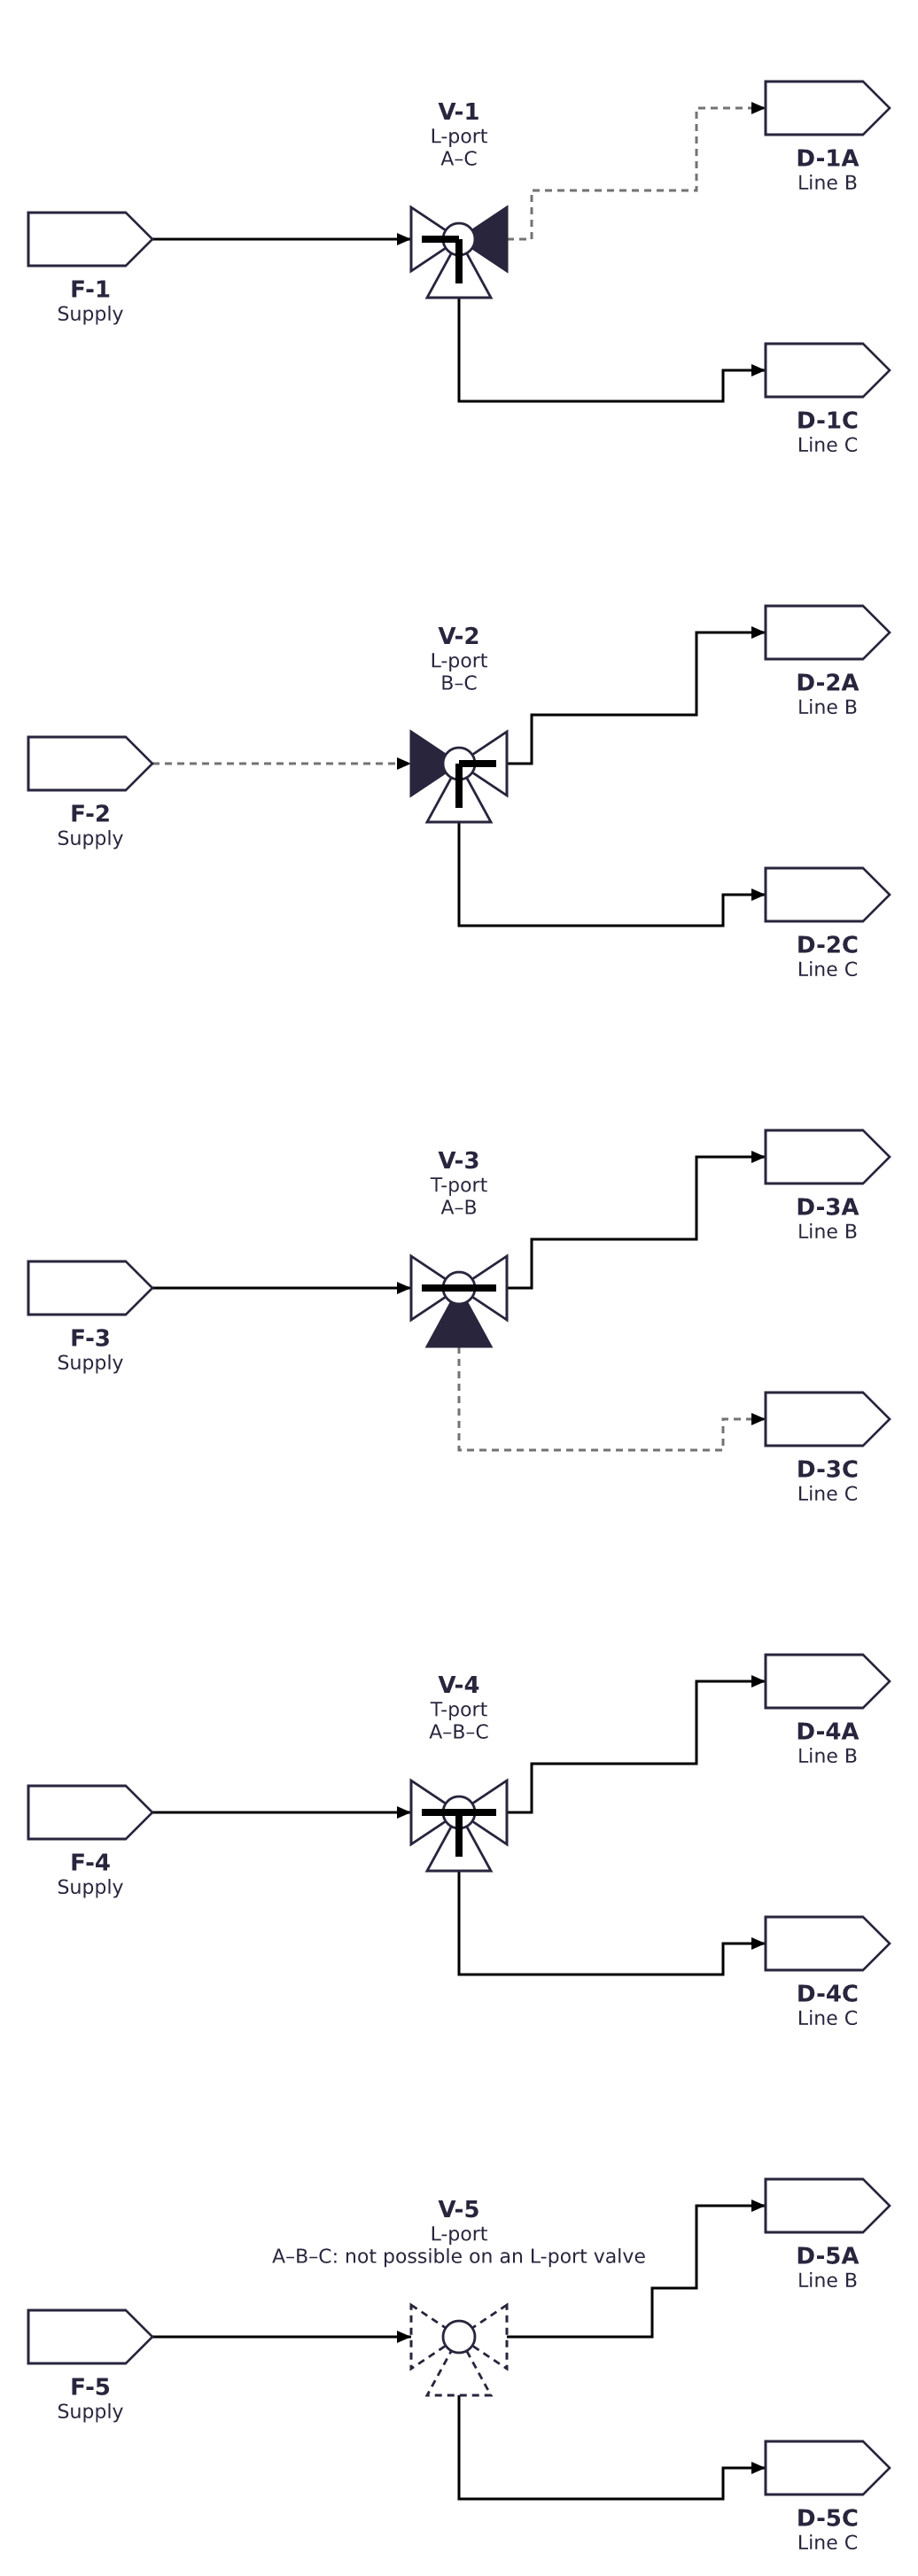 V-1
L-port
A–C
D-1A
Line B
F-1
Supply
D-1C
Line C
V-2
L-port
B–C
D-2A
Line B
F-2
Supply
D-2C
Line C
V-3
T-port
A–B
D-3A
Line B
F-3
Supply
D-3C
Line C
V-4
T-port
A–B–C
D-4A
Line B
F-4
Supply
D-4C
Line C
V-5
L-port
A–B–C: not possible on an L-port valve
D-5A
Line B
F-5
Supply
D-5C
Line C